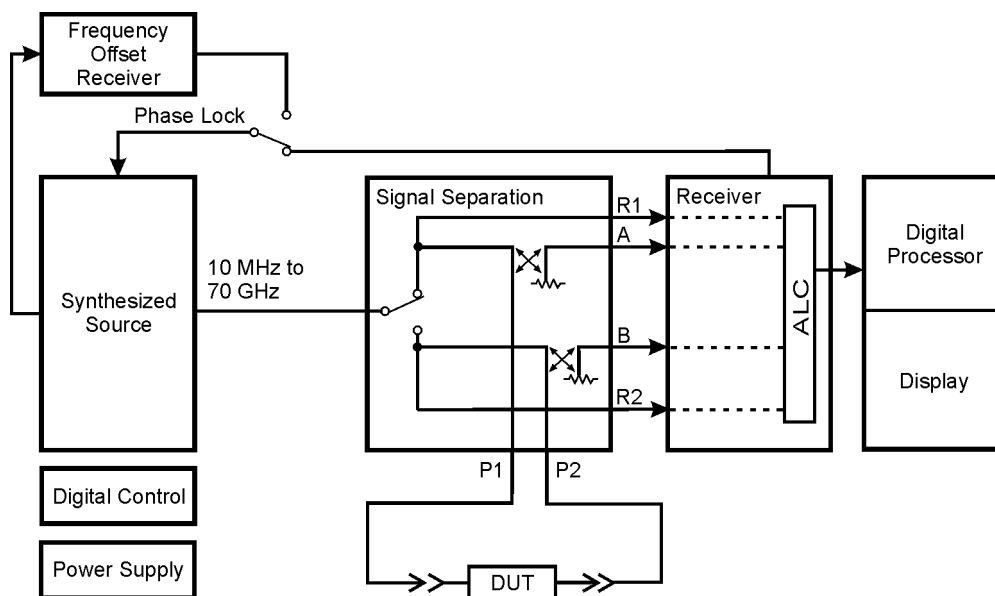 Frequency
Offset
Receiver
Phase Lock
Synthesized
Source
10 MHz to
70 GHz
Signal Separation
R1
A
B
R2
P1
P2
DUT
Receiver
ALC
Digital
Processor
Display
Digital Control
Power Supply